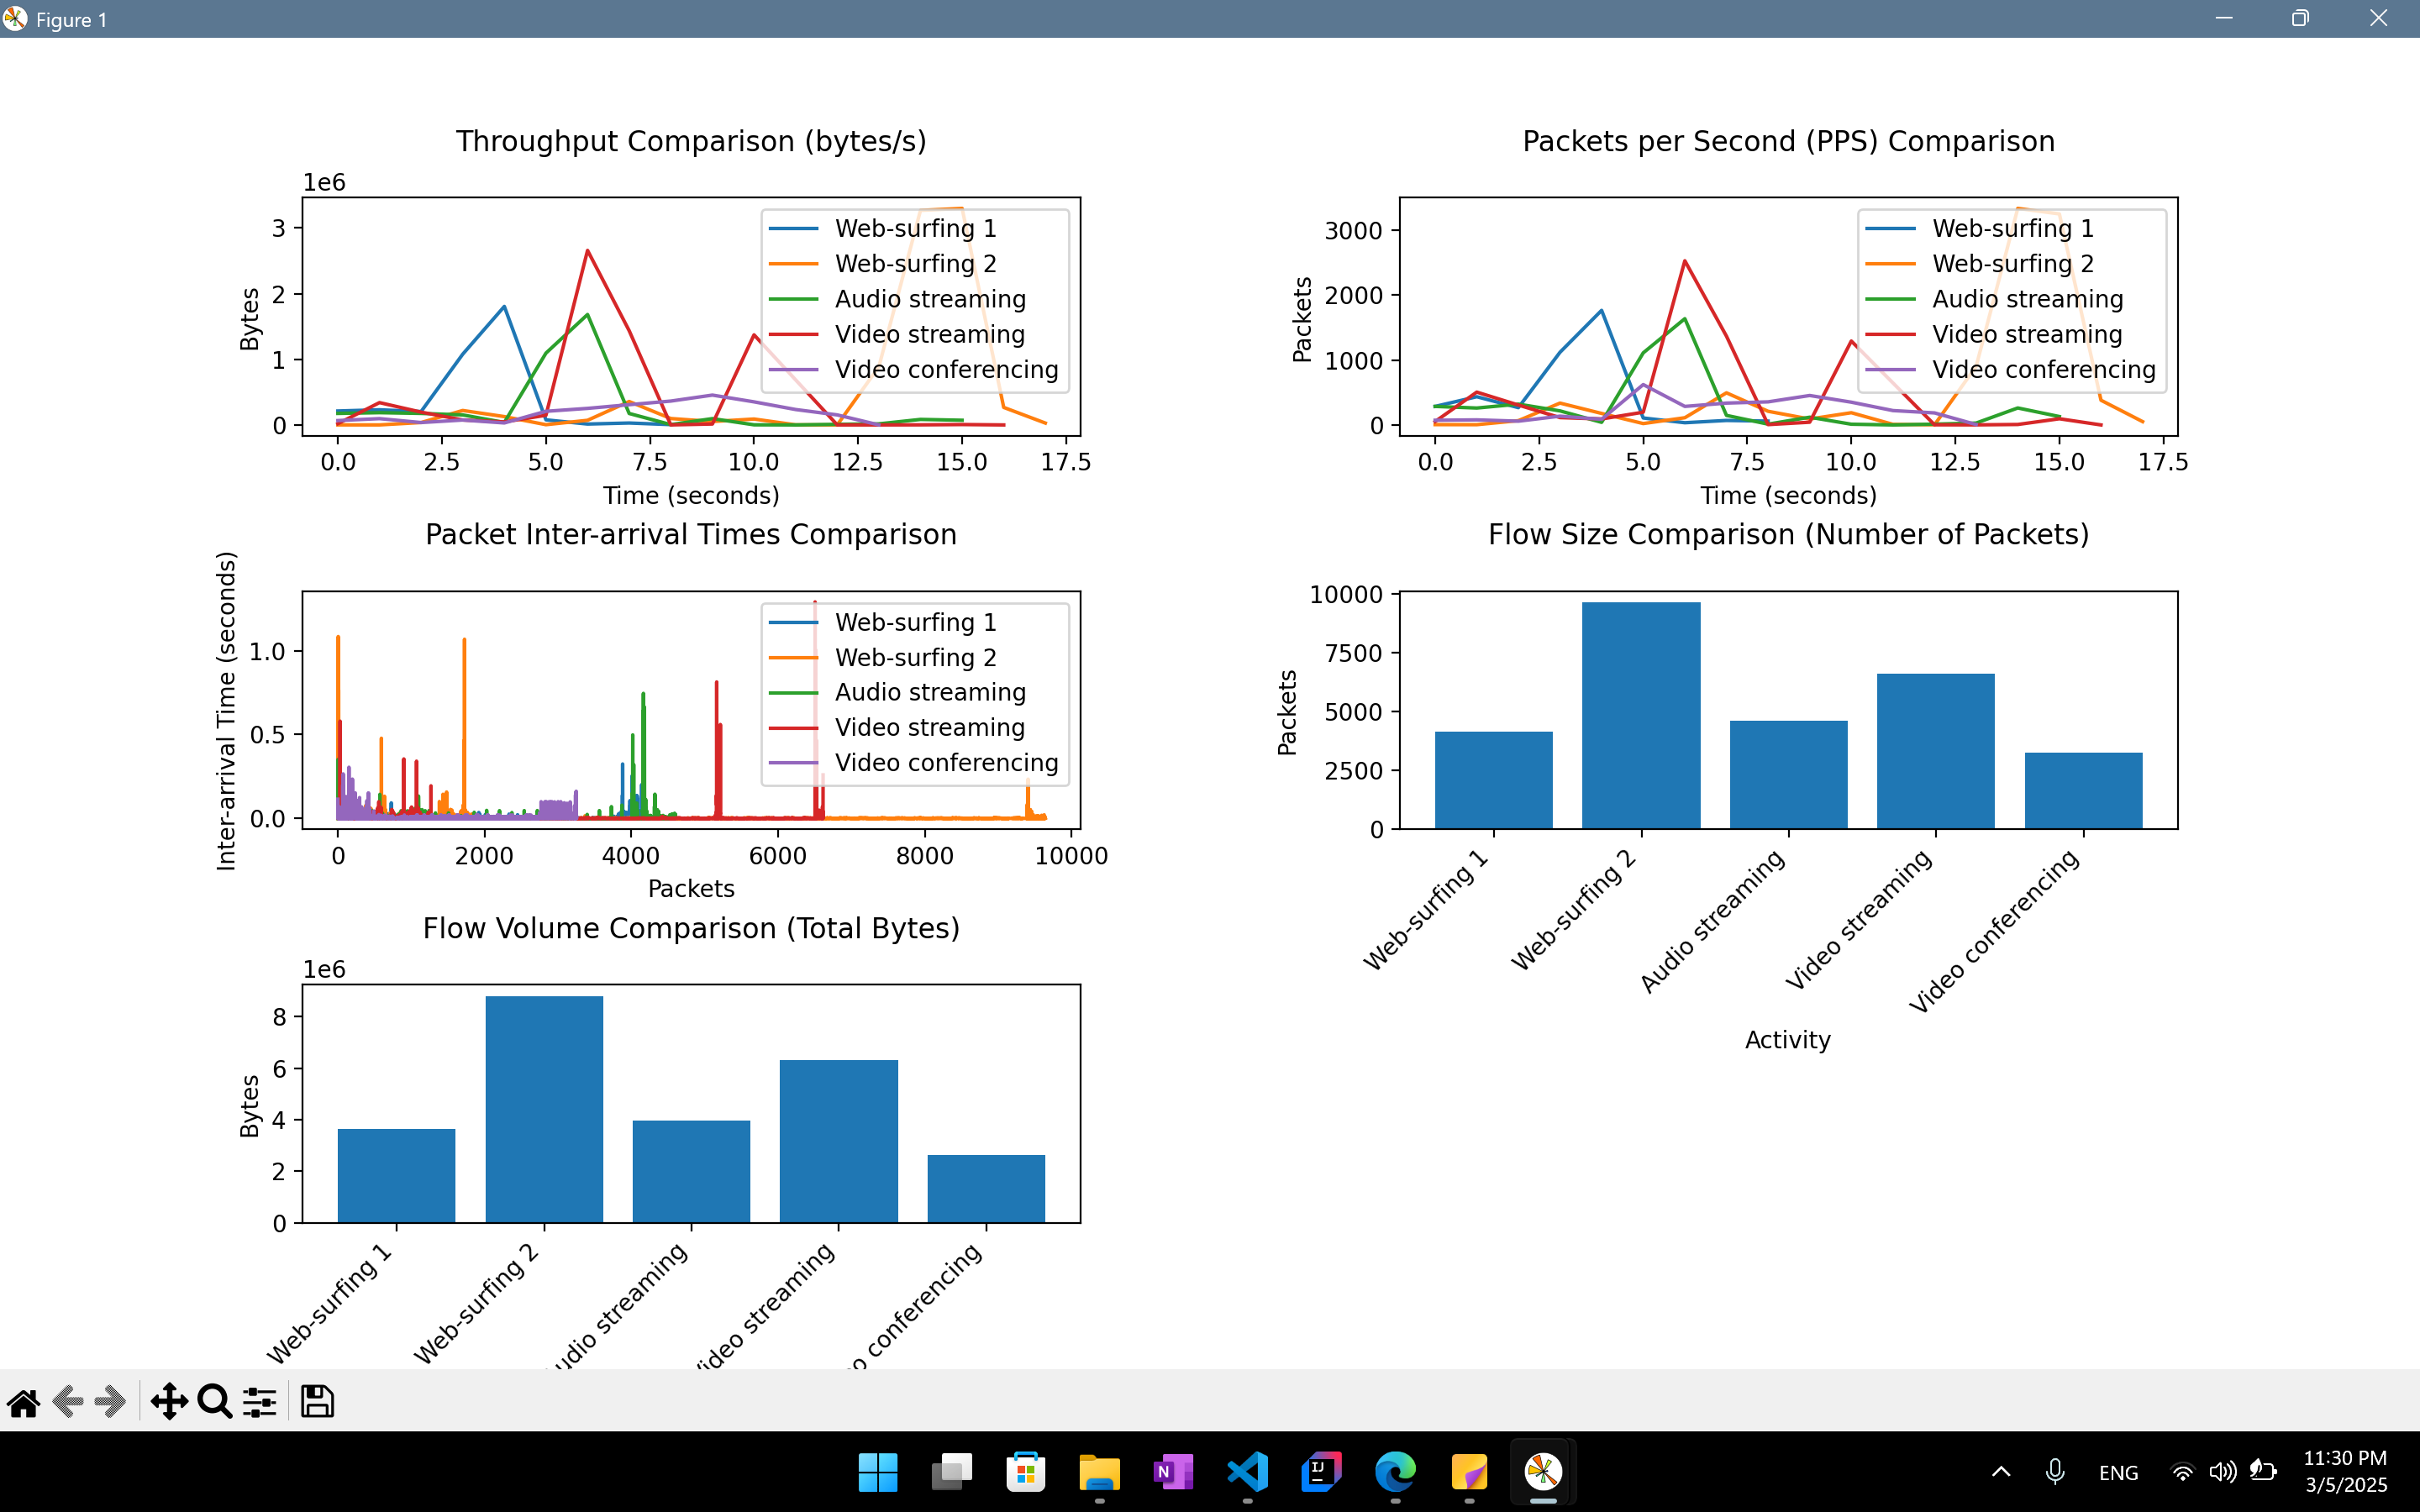 Figure 1
Throughput Comparison (bytes/s)
1e6
Bytes
3
2
1
0
Web-surfing 1
Web-surfing 2
Audio streaming
Video streaming
Video conferencing
0.0 2.5 5.0 7.5 10.0 12.5 15.0 17.5
Time (seconds)
Packets per Second (PPS) Comparison
Packets
3000
2000
1000
0
Web-surfing 1
Web-surfing 2
Audio streaming
Video streaming
Video conferencing
0.0 2.5 5.0 7.5 10.0 12.5 15.0 17.5
Time (seconds)
Packet Inter-arrival Times Comparison
Inter-arrival Time (seconds)
1.0
0.5
0.0
Web-surfing 1
Web-surfing 2
Audio streaming
Video streaming
Video conferencing
0 2000 4000 6000 8000 10000
Packets
Flow Size Comparison (Number of Packets)
Packets
10000
7500
5000
2500
0
Web-surfing 1
Web-surfing 2
Audio streaming
Video streaming
Video conferencing
Activity
Flow Volume Comparison (Total Bytes)
1e6
Bytes
8
6
4
2
0
Web-surfing 1
Web-surfing 2
udio streaming
ideo streaming
o conferencing
N
IJ
ENG
11:30 PM
3/5/2025